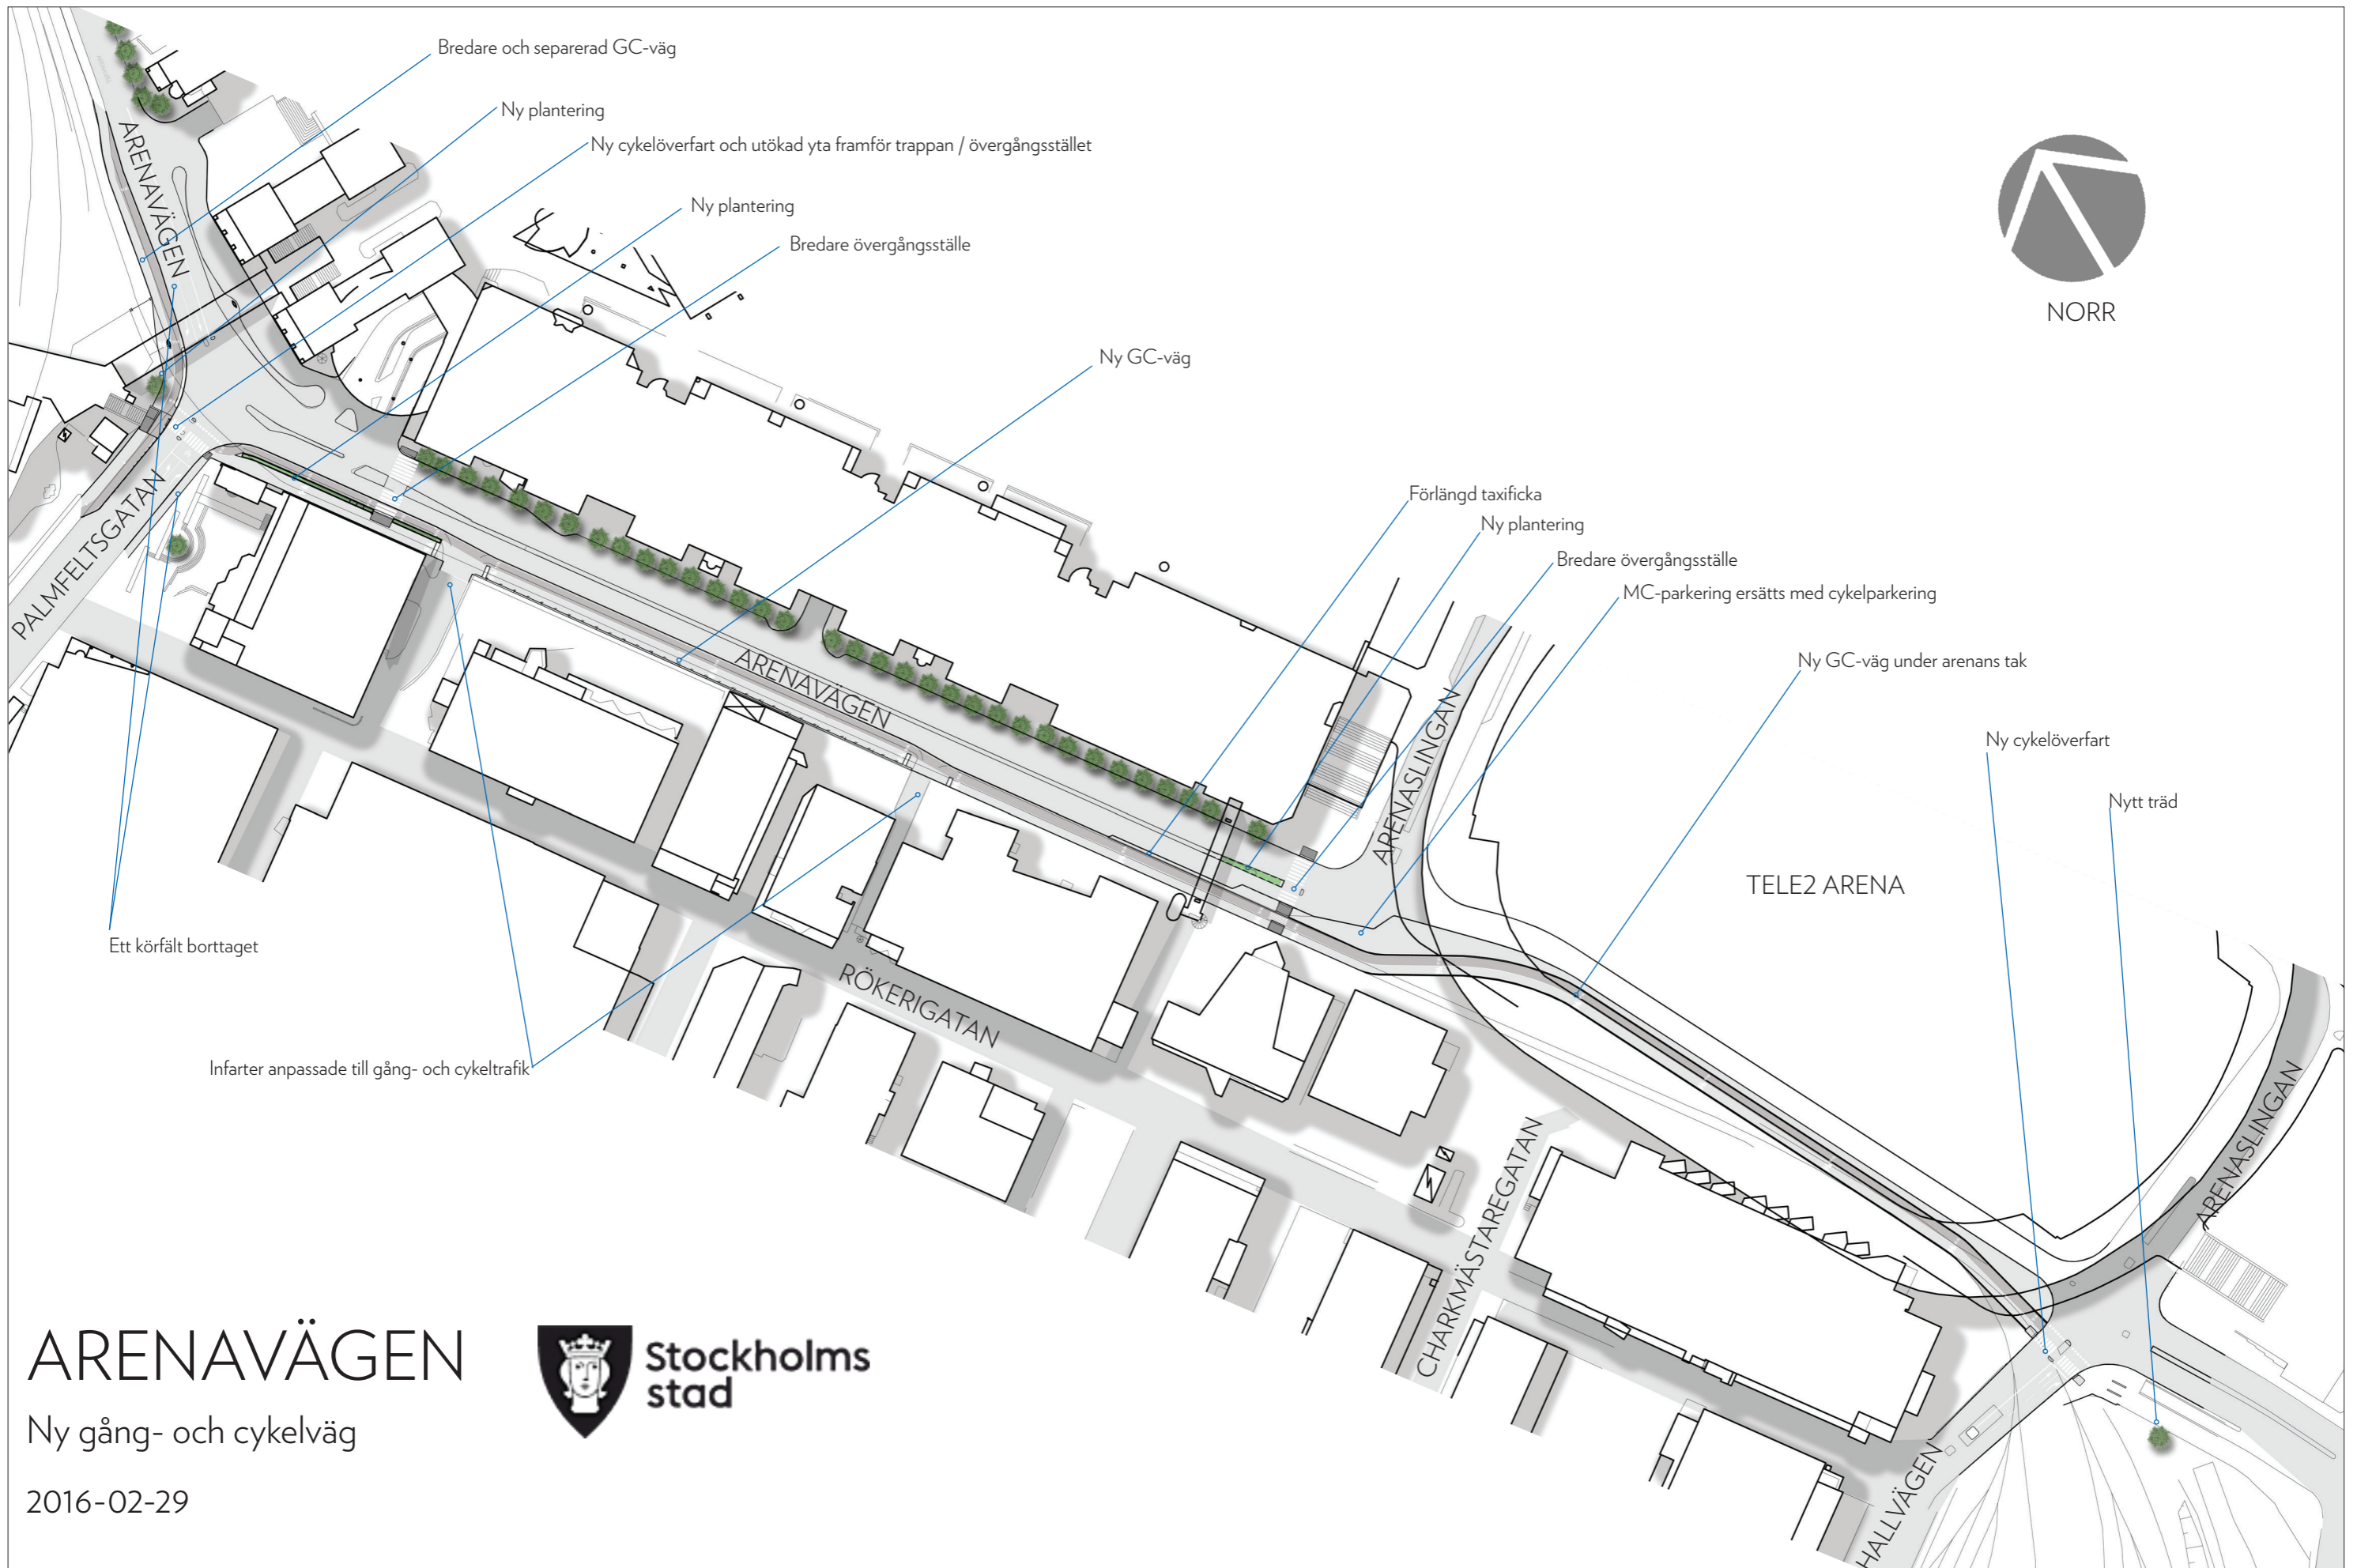 Bredare och separerad GC-väg
Ny plantering
Ny cykelöverfart och utökad yta framför trappan / övergångsstället
Ny plantering
Bredare övergångsställe
NORR
Ny GC-väg
Förlängd taxificka
Ny plantering
Bredare övergångsställe
MC-parkering ersätts med cykelparkering
Ny GC-väg under arenans tak
Ny cykelöverfart
Nytt träd
ARENAVÄGEN
PALMFELTSGATAN
ARENAVÄGEN
ARENASLINGAN
TELE2 ARENA
Ett körfält borttaget
RÖKERIGATAN
Infarter anpassade till gång- och cykeltrafik
CHARKMÄSTAREGATAN
ARENASLINGAN
HALLVÄGEN
ARENAVÄGEN
Ny gång- och cykelväg
2016-02-29
Stockholms
stad